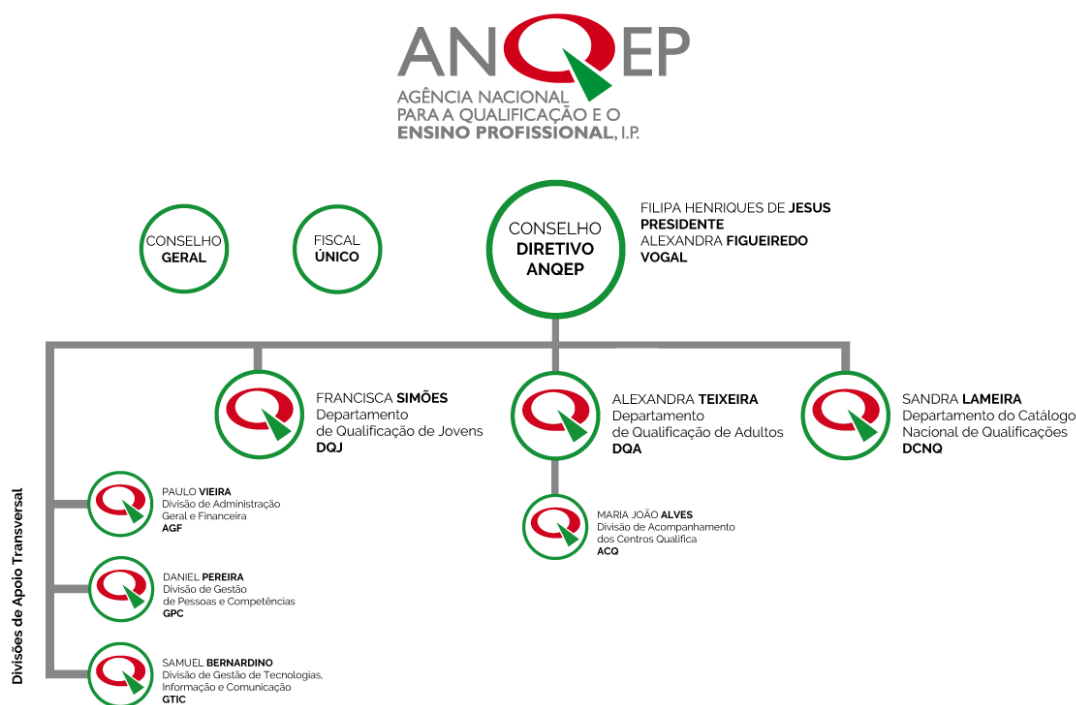 ANQEP
AGÊNCIA NACIONAL
PARA A QUALIFICAÇÃO E O
ENSINO PROFISSIONAL, I.P.
CONSELHO
GERAL
FISCAL
ÚNICO
CONSELHO
DIRETIVO
ANQEP
FILIPA HENRIQUES DE JESUS
PRESIDENTE
ALEXANDRA FIGUEIREDO
VOGAL
FRANCISCA SIMÕES
Departamento
de Qualificação de Jovens
DQJ
ALEXANDRA TEIXEIRA
Departamento
de Qualificação de Adultos
DQA
SANDRA LAMEIRA
Departamento do Catálogo
Nacional de Qualificações
DCNQ
MARIA JOÃO ALVES
Divisão de Acompanhamento
dos Centros Qualifica
ACQ
Divisões de Apoio Transversal
PAULO VIEIRA
Divisão de Administração
Geral e Financeira
AGF
DANIEL PEREIRA
Divisão de Gestão
de Pessoas e Competências
GPC
SAMUEL BERNARDINO
Divisão de Gestão de Tecnologias,
Informação e Comunicação
GTIC